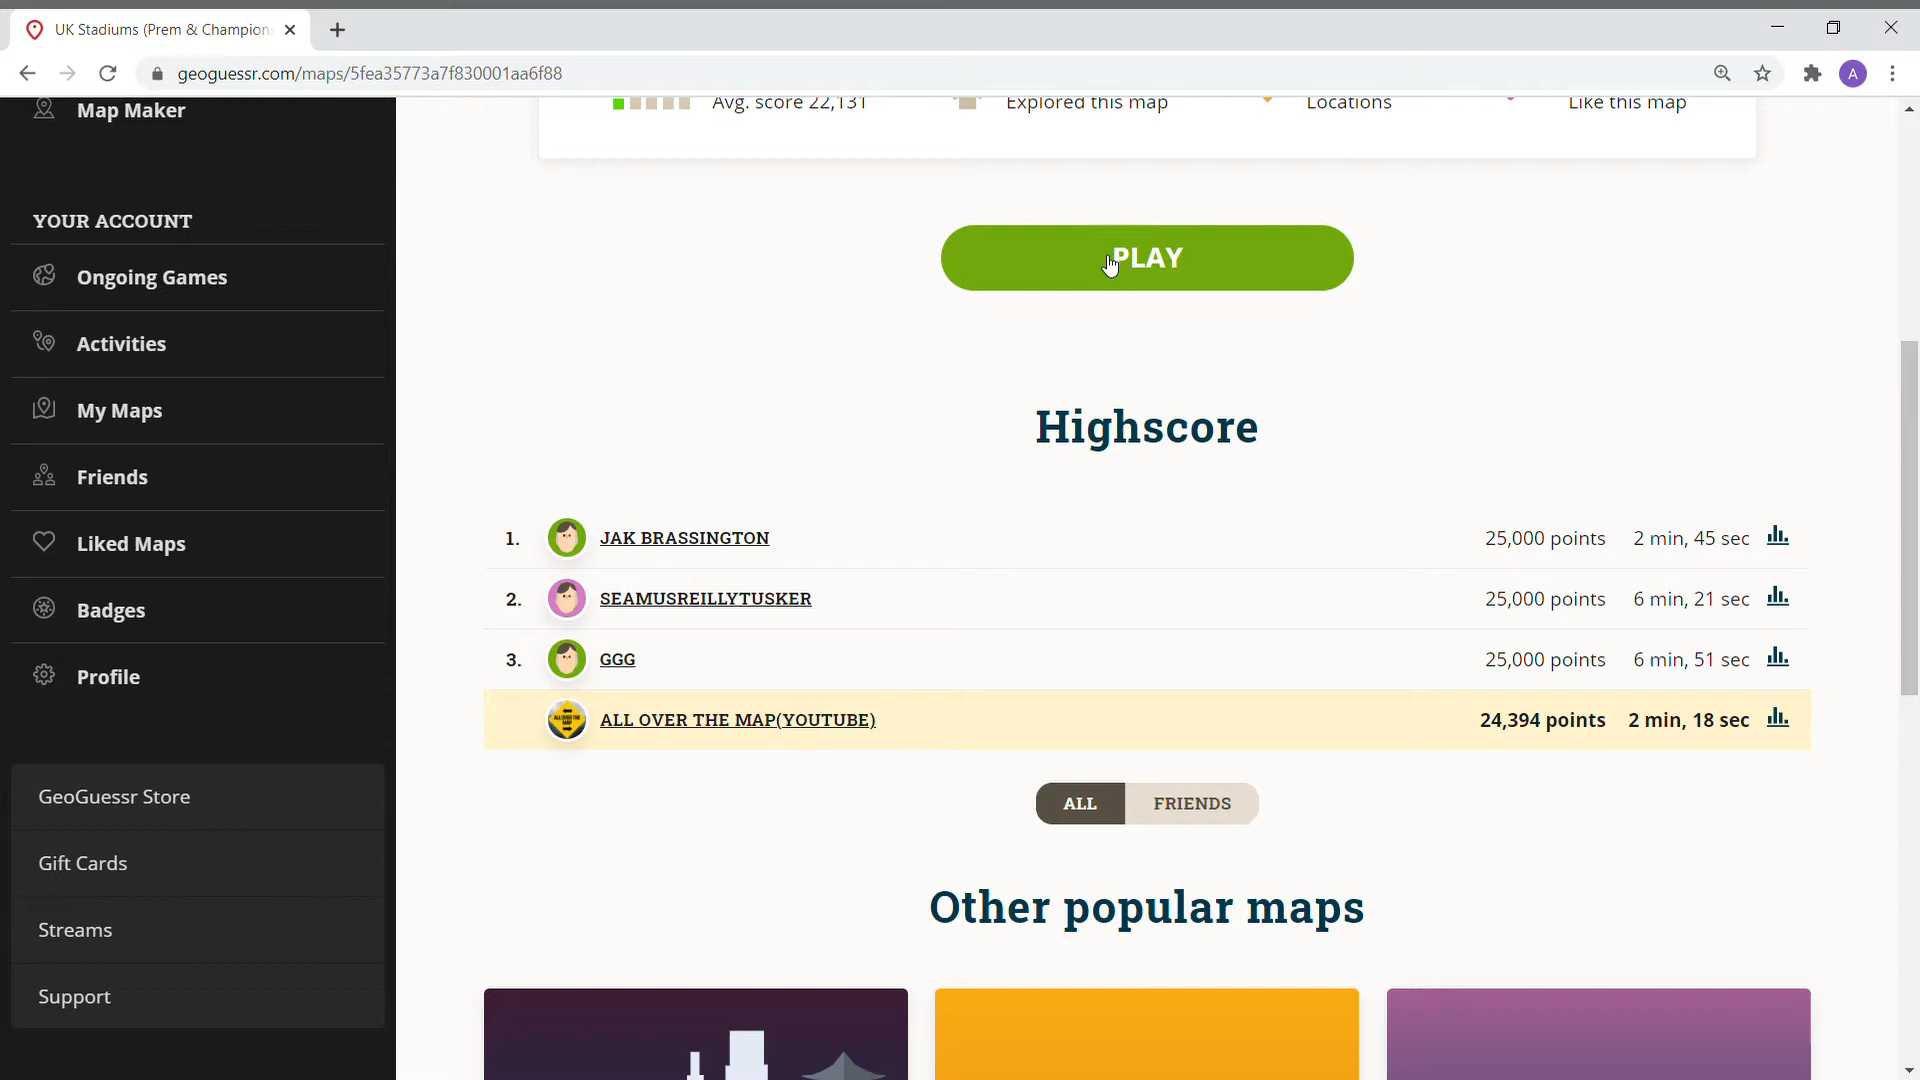 UK Stadiums (Prem & Champion
geoguessr.com/maps/5fea35773a7f830001aa6f88
A
Map Maker
YOUR ACCOUNT
Ongoing Games
Activities
My Maps
Friends
Liked Maps
Badges
Profile
GeoGuessr Store
Gift Cards
Streams
Support
Avg. score 22,131
Explored this map
Locations
Like this map
PLAY
Highscore
1. JAK BRASSINGTON 25,000 points 2 min, 45 sec
2. SEAMUSREILLYTUSKER 25,000 points 6 min, 21 sec
3. GGG 25,000 points 6 min, 51 sec
ALL OVER THE MAP(YOUTUBE) 24,394 points 2 min, 18 sec
ALL FRIENDS
Other popular maps